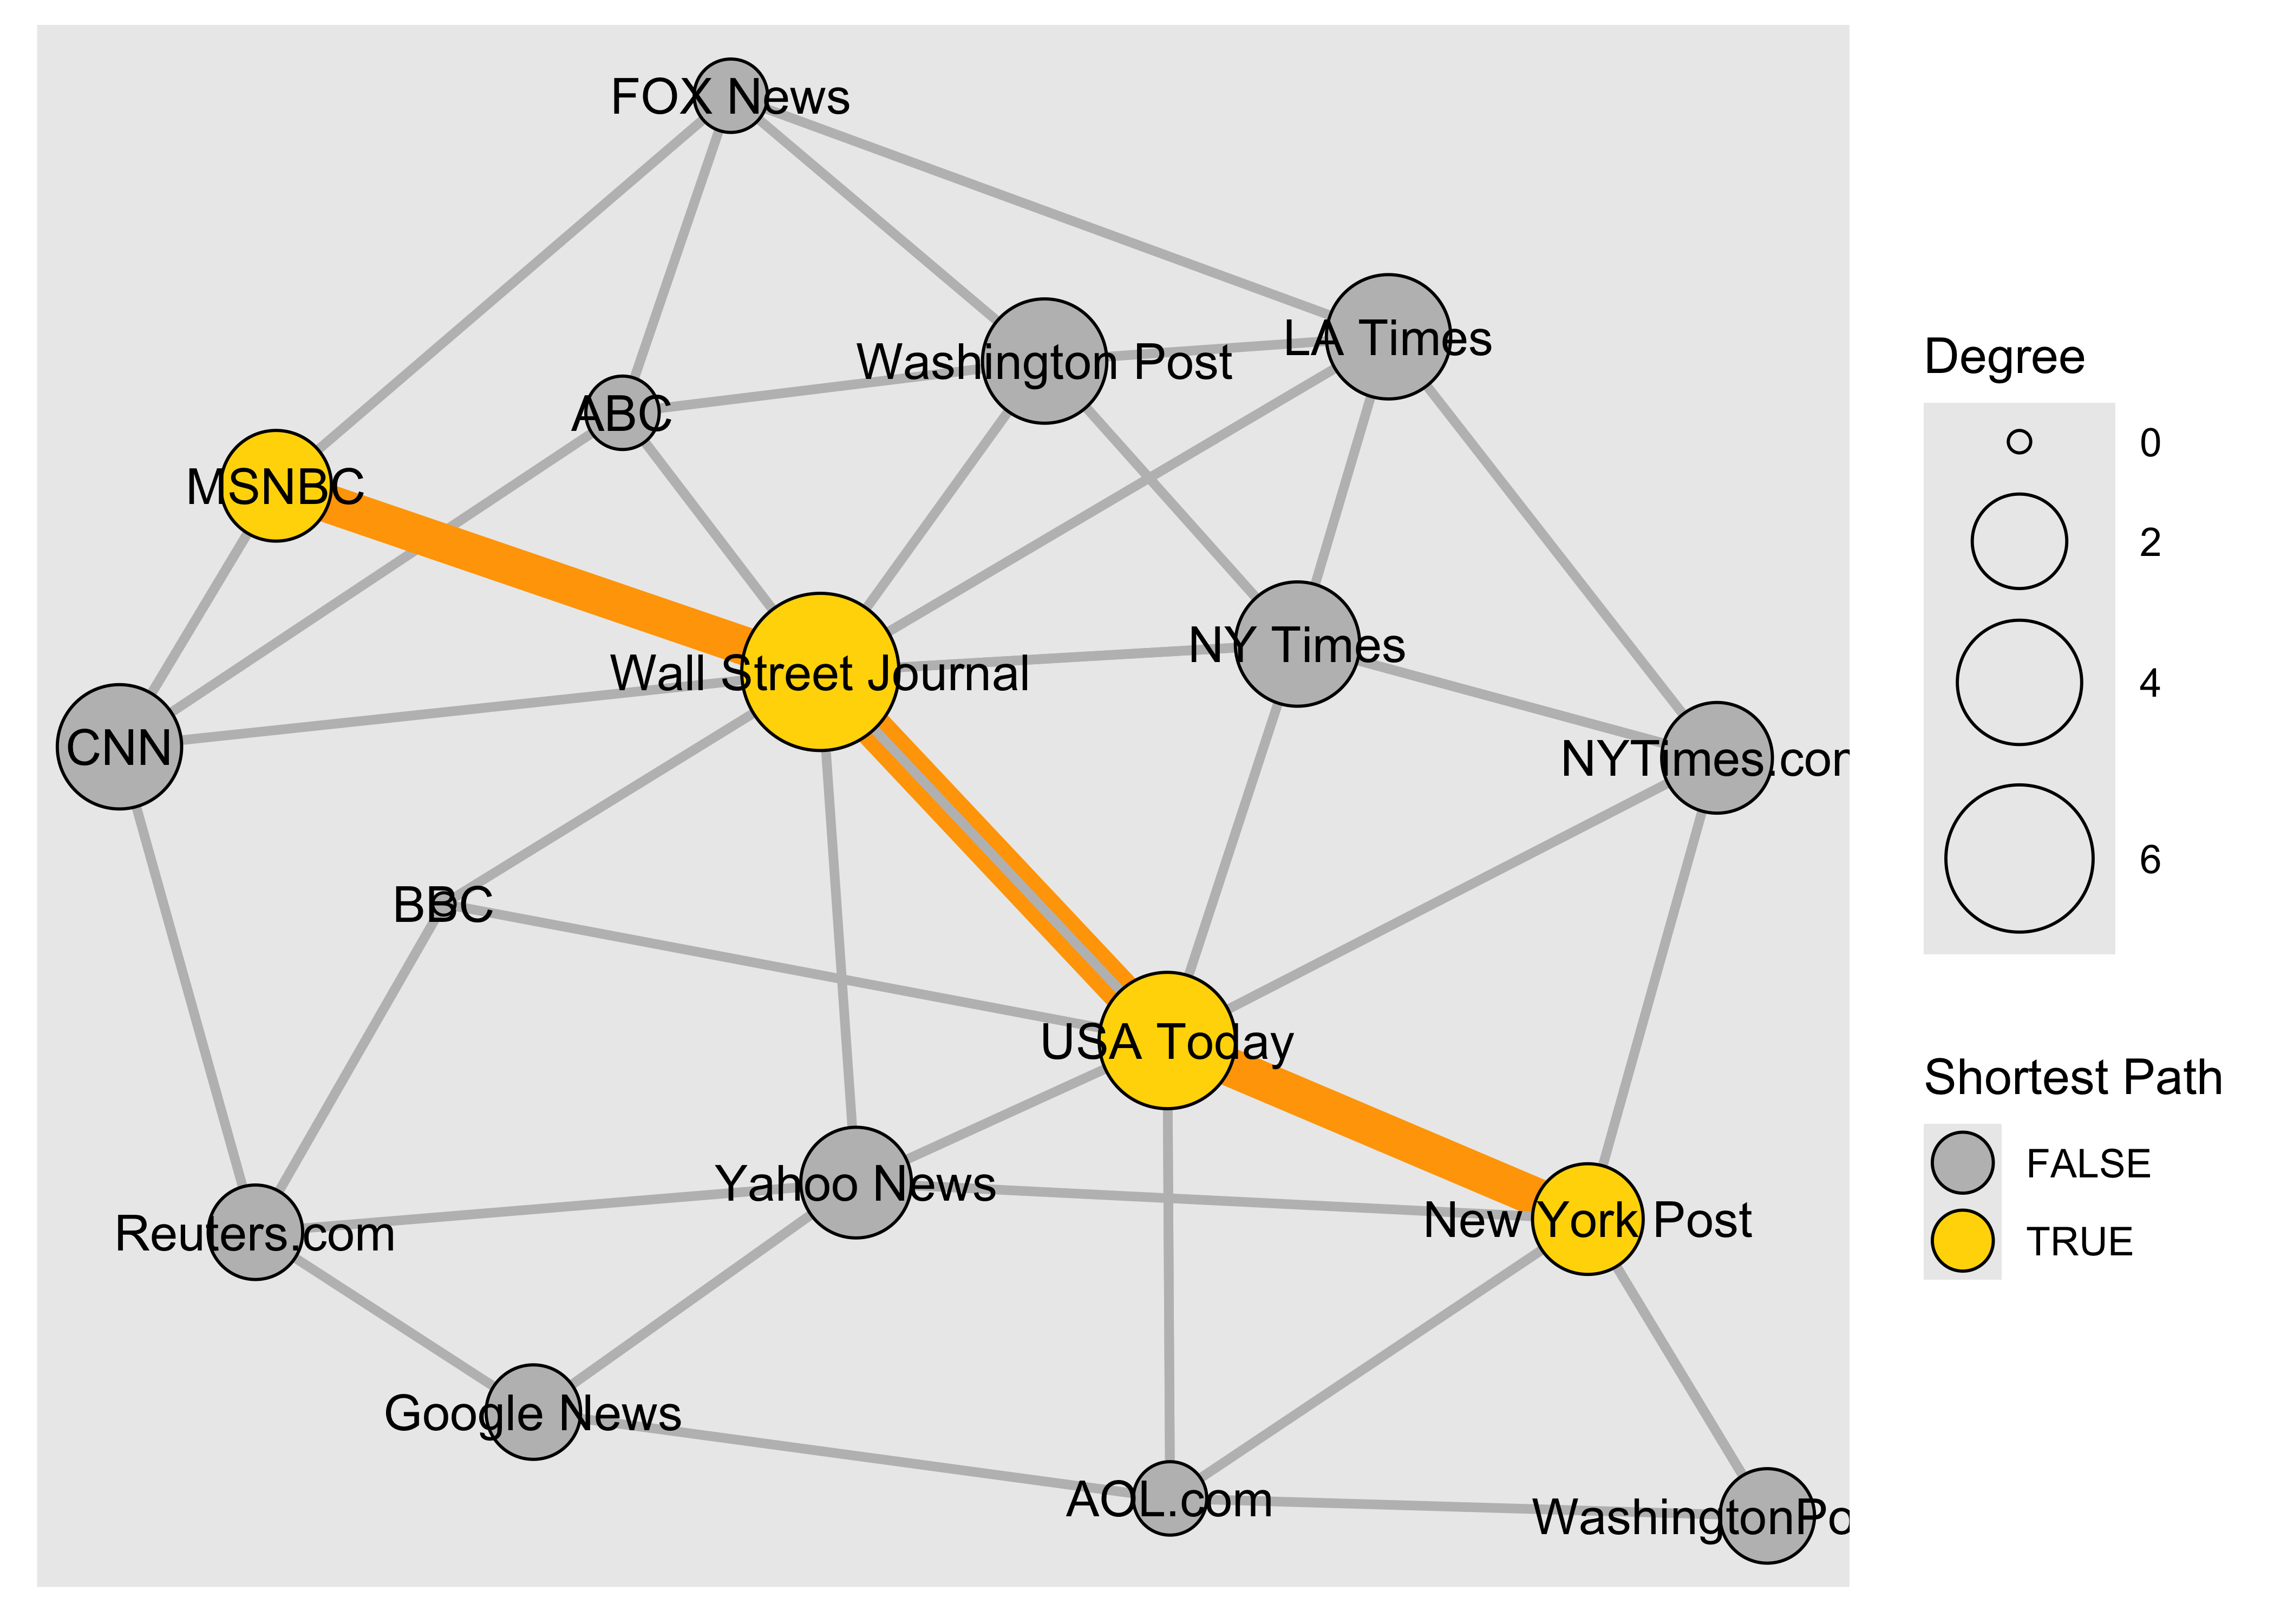 FOX News
LA Times
Washington Post
ABC
MSNBC
NY Times
Wall Street Journal
CNN
NYTimes.com
BBC
USA Today
Yahoo News
New York Post
Reuters.com
Google News
AOL.com
WashingtonPo
Degree
0
2
4
6
Shortest Path
FALSE
TRUE